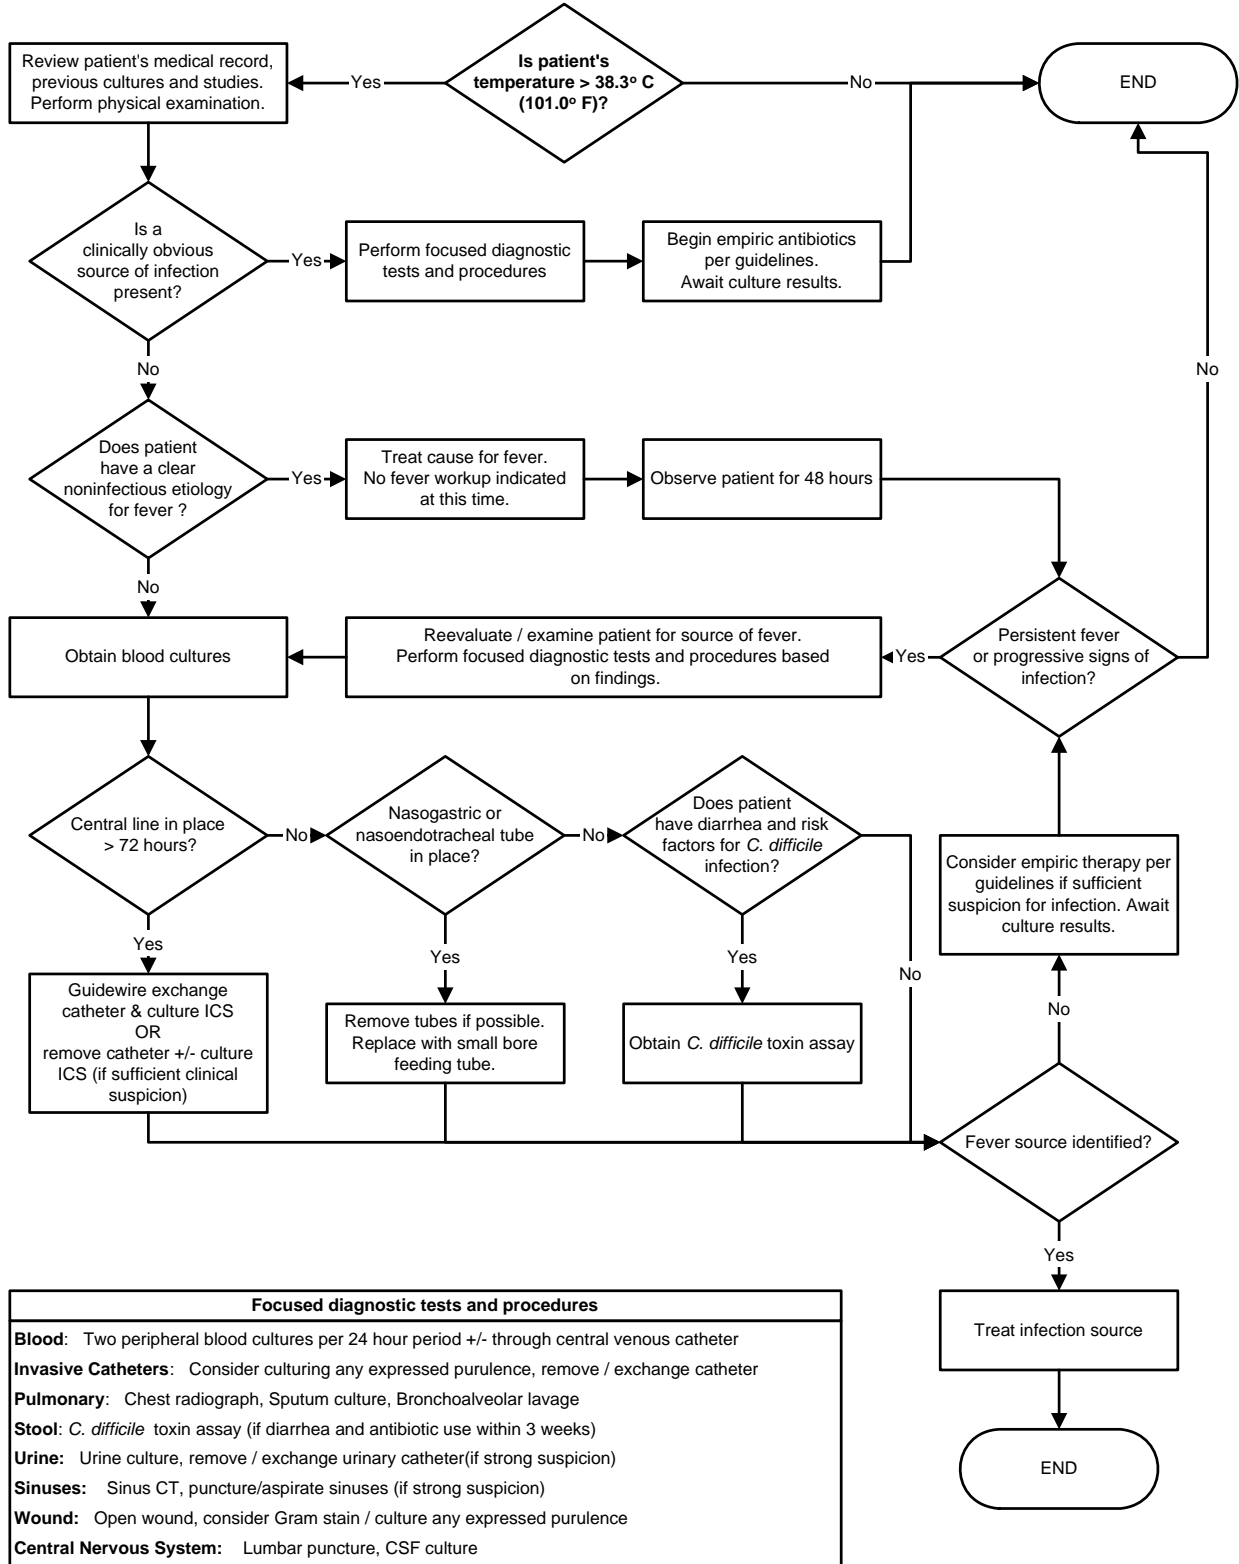 Review patient's medical record,
previous cultures and studies.
Perform physical examination.
Yes
Is patient's
temperature > 38.3º C
(101.0º F)?
No
END
Is a
clinically obvious
source of infection
present?
Yes
Perform focused diagnostic
tests and procedures
Begin empiric antibiotics
per guidelines.
Await culture results.
No
No
Does patient
have a clear
noninfectious etiology
for fever ?
Yes
Treat cause for fever.
No fever workup indicated
at this time.
Observe patient for 48 hours
No
Obtain blood cultures
Reevaluate / examine patient for source of fever.
Perform focused diagnostic tests and procedures based
on findings.
Yes
Persistent fever
or progressive signs of
infection?
Central line in place
> 72 hours?
No
Nasogastric or
nasoendotracheal tube
in place?
No
Does patient
have diarrhea and risk
factors for C. difficile
infection?
Consider empiric therapy per
guidelines if sufficient
suspicion for infection. Await
culture results.
Yes
Yes
Yes
No
Guidewire exchange
catheter & culture ICS
OR
remove catheter +/- culture
ICS (if sufficient clinical
suspicion)
Remove tubes if possible.
Replace with small bore
feeding tube.
Obtain C. difficile toxin assay
No
Fever source identified?
Yes
Treat infection source
END
Focused diagnostic tests and procedures
Blood: Two peripheral blood cultures per 24 hour period +/- through central venous catheter
Invasive Catheters: Consider culturing any expressed purulence, remove / exchange catheter
Pulmonary: Chest radiograph, Sputum culture, Bronchoalveolar lavage
Stool: C. difficile toxin assay (if diarrhea and antibiotic use within 3 weeks)
Urine: Urine culture, remove / exchange urinary catheter(if strong suspicion)
Sinuses: Sinus CT, puncture/aspirate sinuses (if strong suspicion)
Wound: Open wound, consider Gram stain / culture any expressed purulence
Central Nervous System: Lumbar puncture, CSF culture